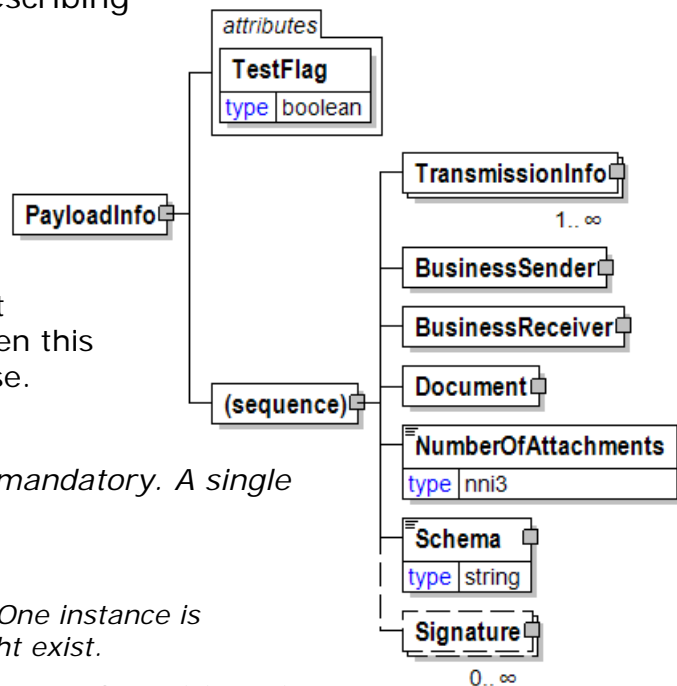 escribing
en this
se.
mandatory. A single
One instance is
ht exist.
attributes
TestFlag
type boolean
PayloadInfo
(sequence)
TransmissionInfo
1.. ∞
BusinessSender
BusinessReceiver
Document
NumberOfAttachments
type nni3
Schema
type string
Signature
0.. ∞